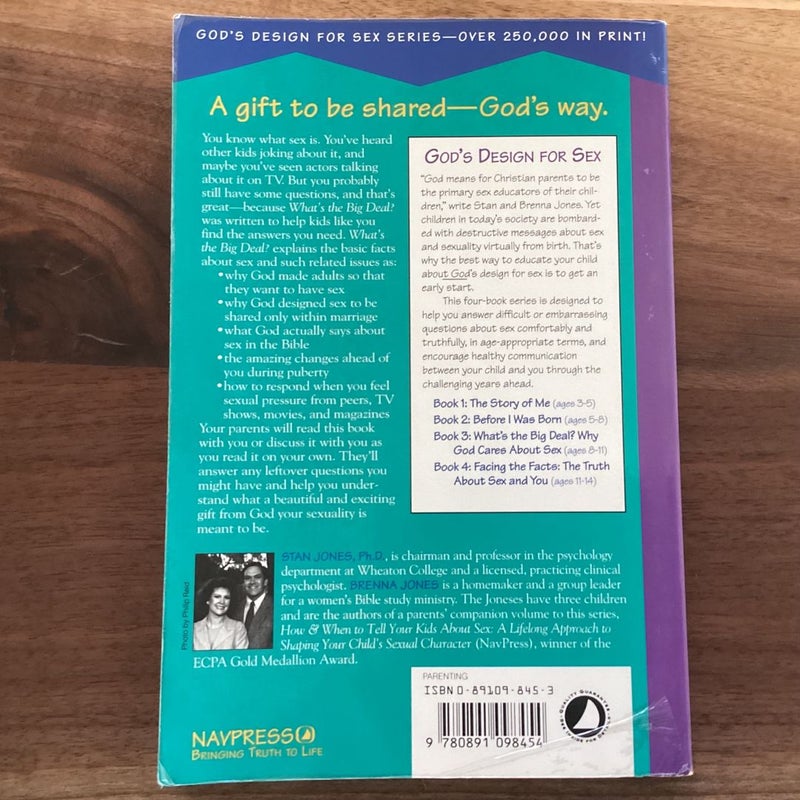 GOD'S DESIGN FOR SEX SERIES—OVER 250,000 IN PRINT!
A gift to be shared—God's way.
You know what sex is. You've heard
other kids joking about it, and
maybe you've seen actors talking
about it on TV. But you probably
still have some questions, and that's
great—because What's the Big Deal?
was written to help kids like you
find the answers you need. What's
the Big Deal? explains the basic facts
about sex and such related issues as:
•why God made adults so that
they want to have sex
•why God designed sex to be
shared only within marriage
•what God actually says about
sex in the Bible
•the amazing changes ahead of
you during puberty
•how to respond when you feel
sexual pressure from peers, TV
shows, movies, and magazines
Your parents will read this book
with you or discuss it with you as
you read it on your own. They'll
answer any leftover questions you
might have and help you under-
stand what a beautiful and exciting
gift from God your sexuality is
meant to be.
GOD'S DESIGN FOR SEX
"God means for Christian parents to be
the primary sex educators of their chil-
dren," write Stan and Brenna Jones. Yet
children in today's society are bombard-
ed with destructive messages about sex
and sexuality virtually from birth. That's
why the best way to educate your child
about God's design for sex is to get an
early start.
This four-book series is designed to
help you answer difficult or embarrassing
questions about sex comfortably and
truthfully, in age-appropriate terms, and
encourage healthy communication
between your child and you through the
challenging years ahead.
Book 1: The Story of Me (ages 3-5)
Book 2: Before I Was Born (ages 5-8)
Book 3: What's the Big Deal? Why
God Cares About Sex (ages 8-11)
Book 4: Facing the Facts: The Truth
About Sex and You (ages 11-14)
Photo by Philip Reid
STAN JONES, Ph.D., is chairman and professor in the psychology
department at Wheaton College and a licensed, practicing clinical
psychologist. BRENNA JONES is a homemaker and a group leader
for a women's Bible study ministry. The Joneses have three children
and are the authors of a parents' companion volume to this series,
How & When to Tell Your Kids About Sex: A Lifelong Approach to
Shaping Your Child's Sexual Character (NavPress), winner of the
ECPA Gold Medallion Award.
PARENTING
ISBN 0-89109-845-3
9 780891 098454
QUALITY GUARANTEE
NAVPRESS
BRINGING TRUTH TO LIFE